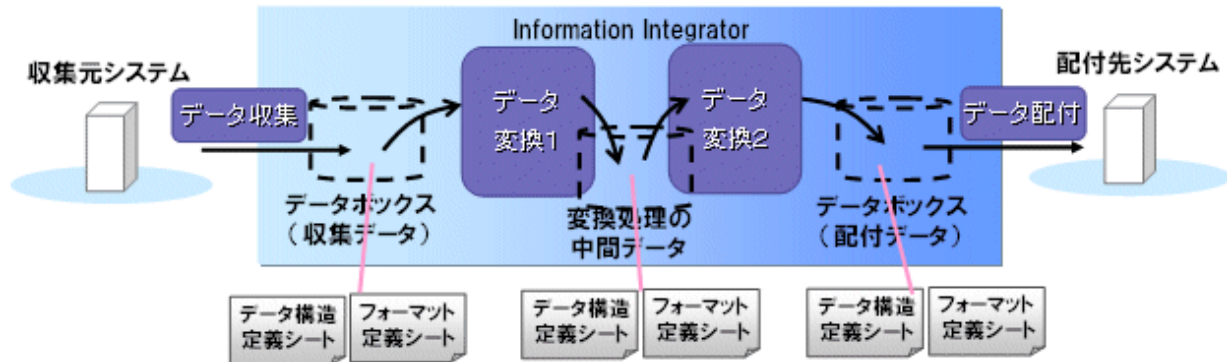 Information Integrator
収集元システム
配付先システム
データ収集
データ
変換1
データ
変換2
データ配付
データボックス
(収集データ)
変換処理の
中間データ
データボックス
(配付データ)
データ構造
定義シート
フォーマット
定義シート
データ構造
定義シート
フォーマット
定義シート
データ構造
定義シート
フォーマット
定義シート